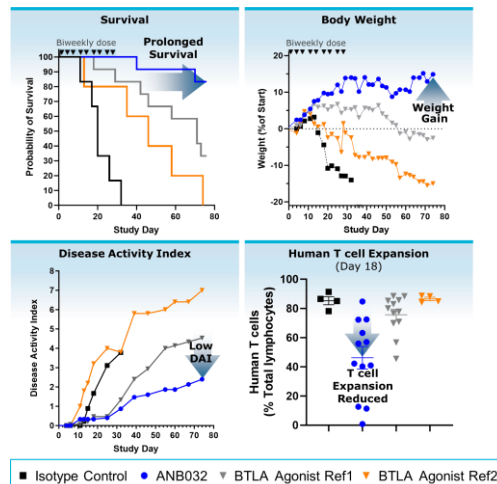 Survival
Biweekly dose
Prolonged
Survival
Probability of Survival
100
90
80
70
60
50
40
30
20
10
0
0 20 40 60 80
Study Day
Body Weight
Biweekly dose
Weight
Gain
Weight (%of Start)
20
10
0
-10
-20
0 10 20 30 40 50 60 70 80
Study Day
Disease Activity Index
Low
DAI
Disease Activity Index
8
7
6
5
4
3
2
1
0
0 20 40 60 80
Study Day
Human T cell Expansion
(Day 18)
T cell
Expansion
Reduced
Human T cells
(% Total lymphocytes)
100
80
60
40
20
0
Isotype Control ANB032 BTLA Agonist Ref1 BTLA Agonist Ref2